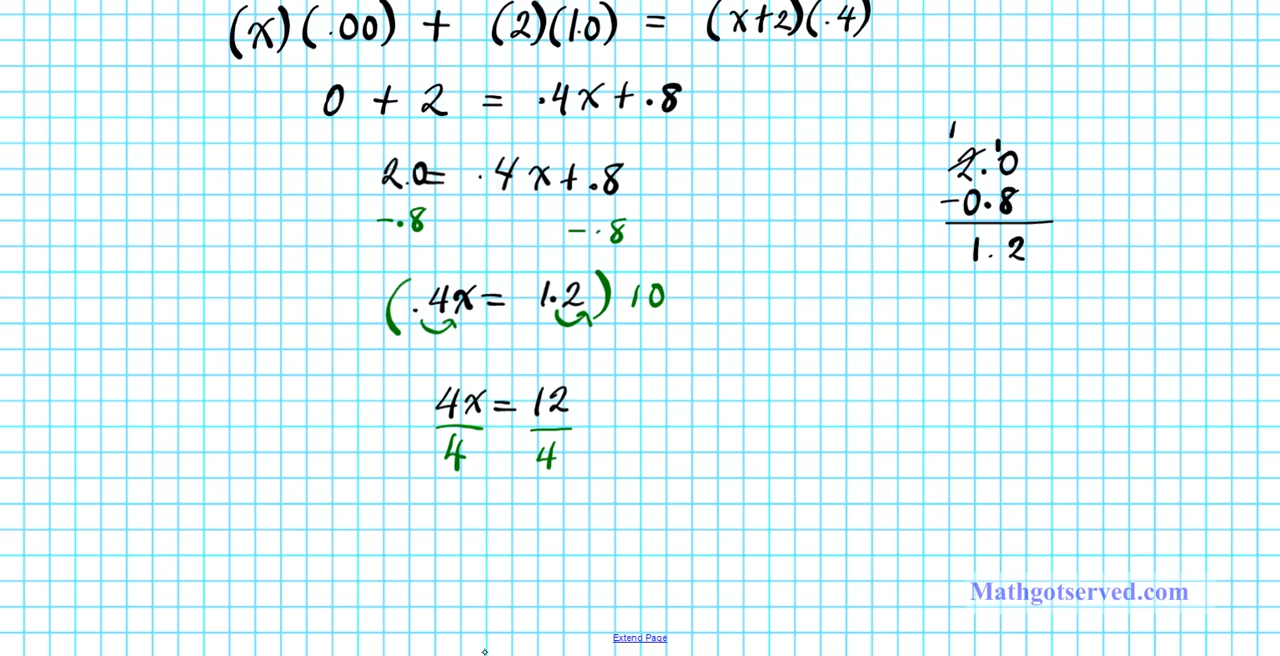 (x)(.00) + (2)(1.0) = (x+2)(.4)
0 + 2 = .4x + .8
2.0 = .4x + .8
-.8 -.8
(.4x = 1.2) 10
4x = 12
4 4
1 1
2.0
-0.8
1.2
Mathgotserved.com
Extend Page